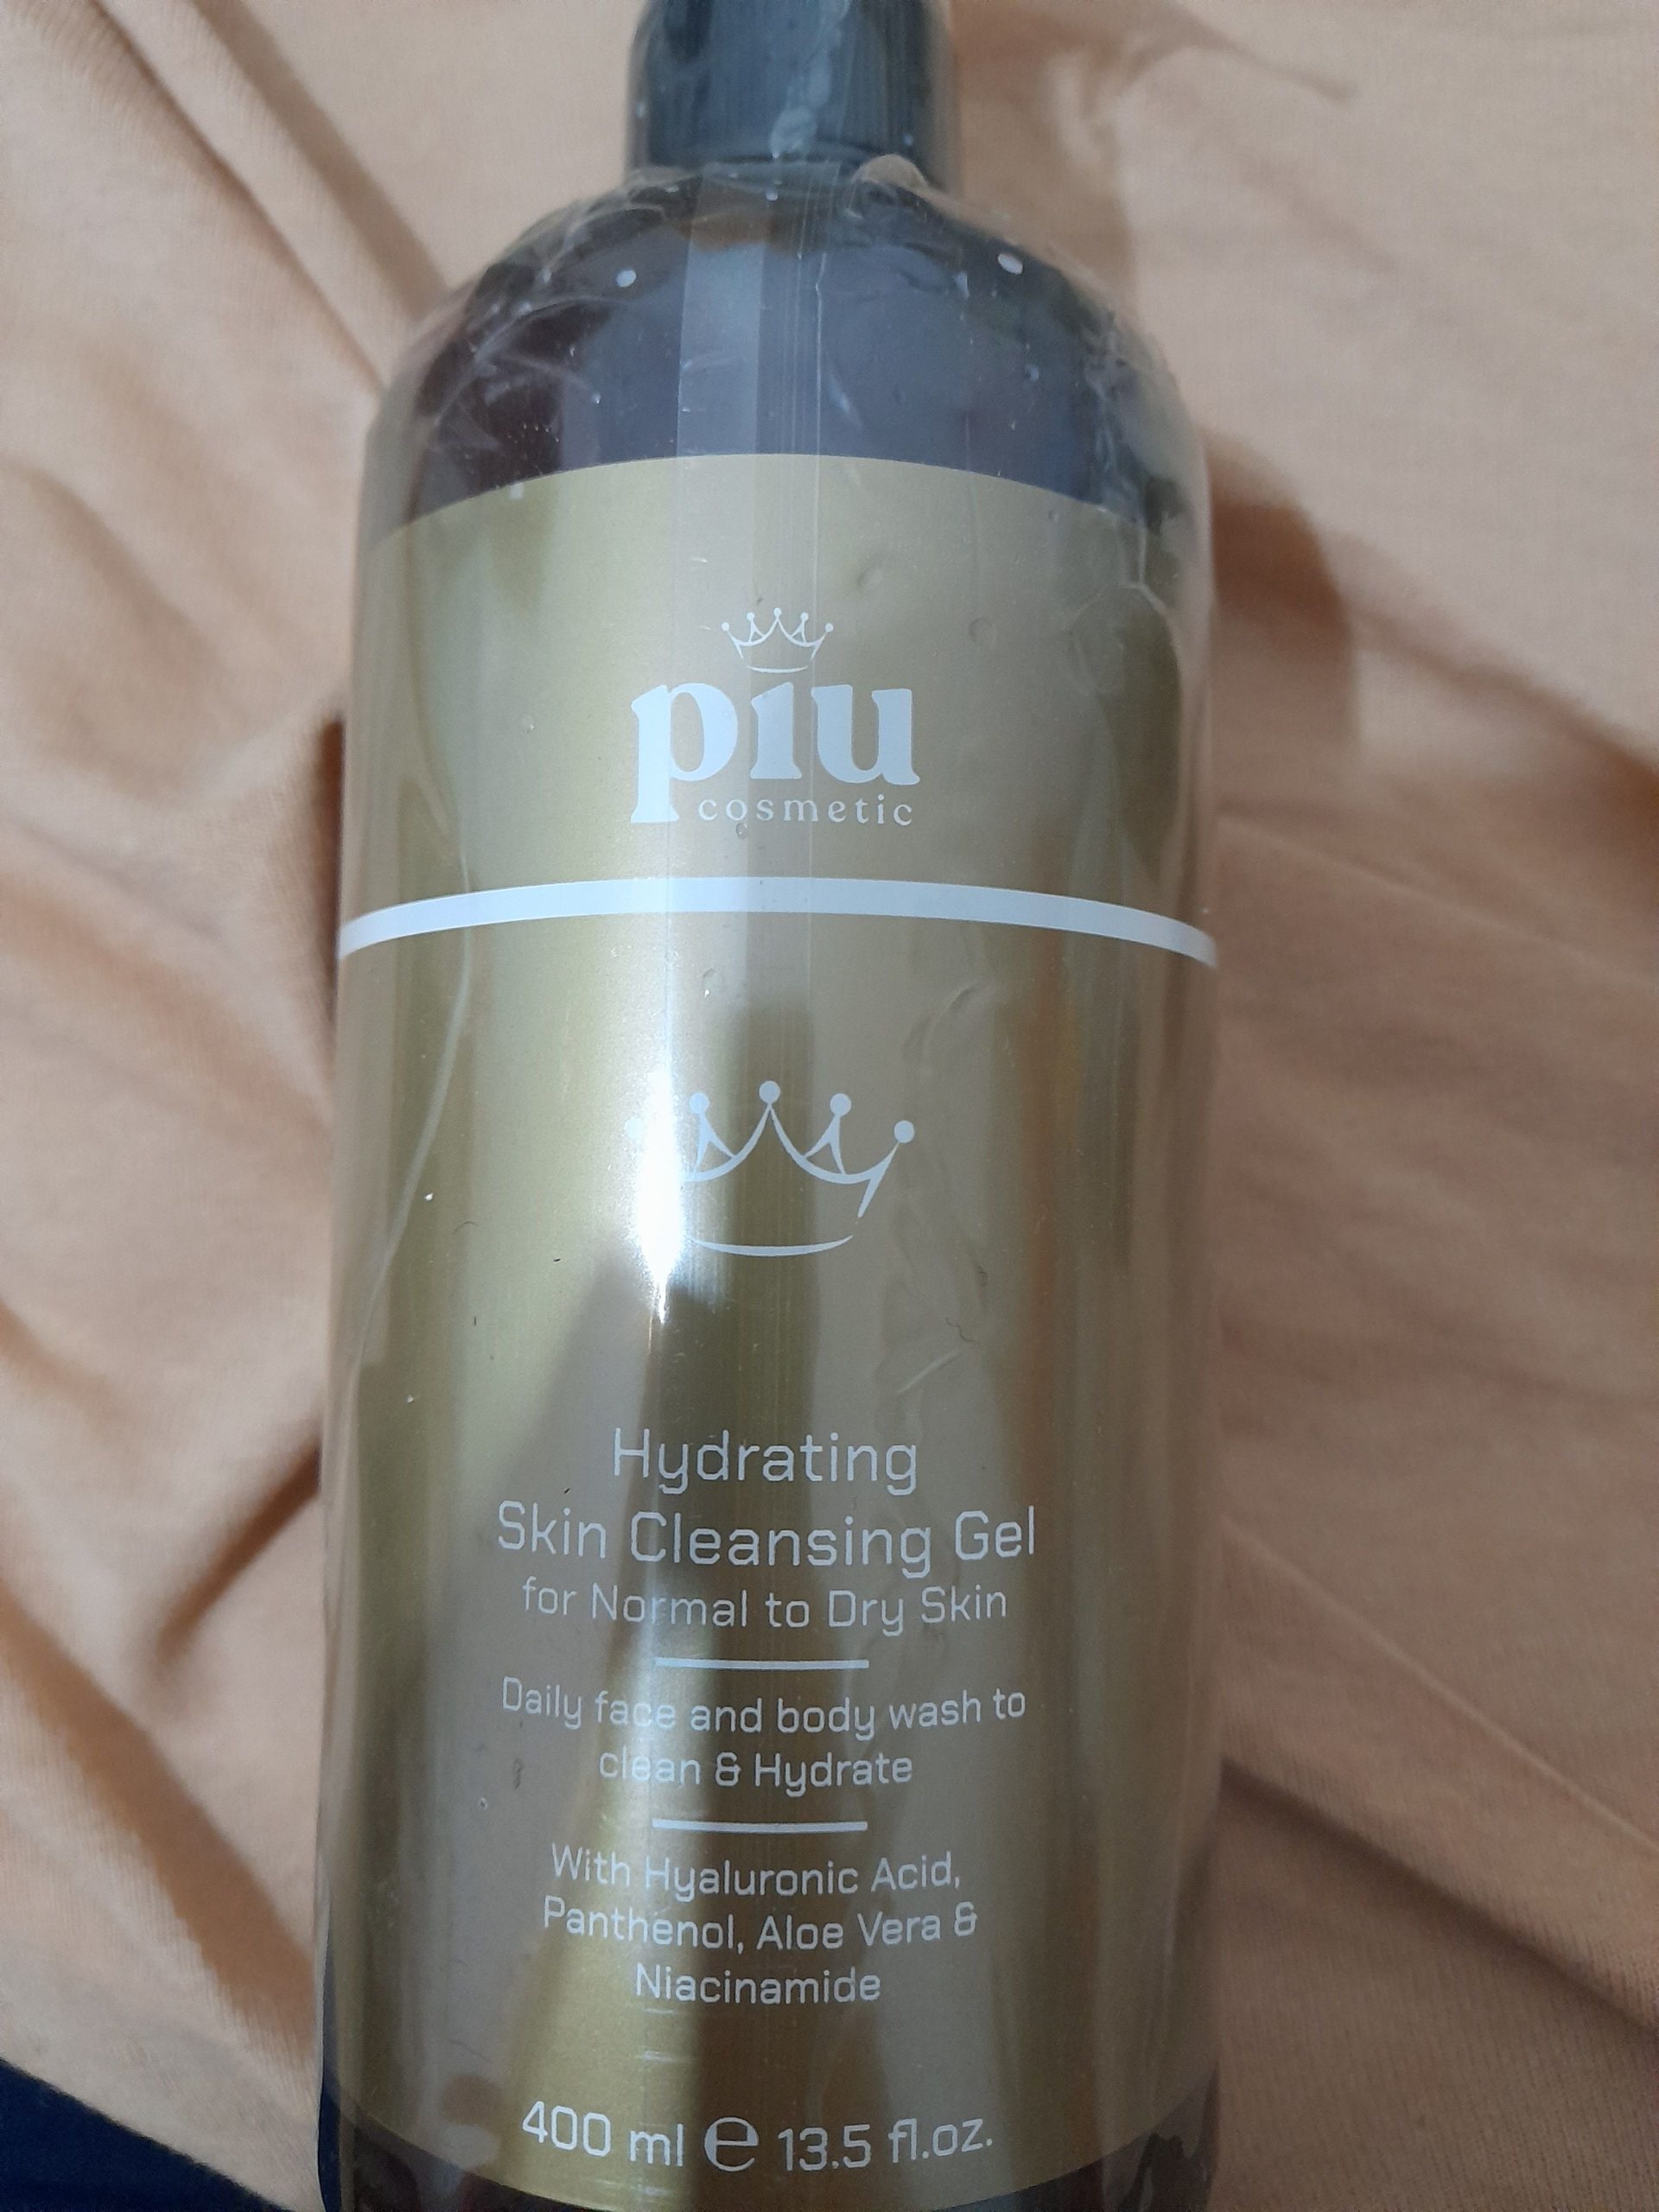 piu
cosmetic
Hydrating
Skin Cleansing Gel
for Normal to Dry Skin
Daily face and body wash to
clean & Hydrate
With Hyaluronic Acid,
Panthenol, Aloe Vera &
Niacinamide
400 ml e 13.5 fl.oz.